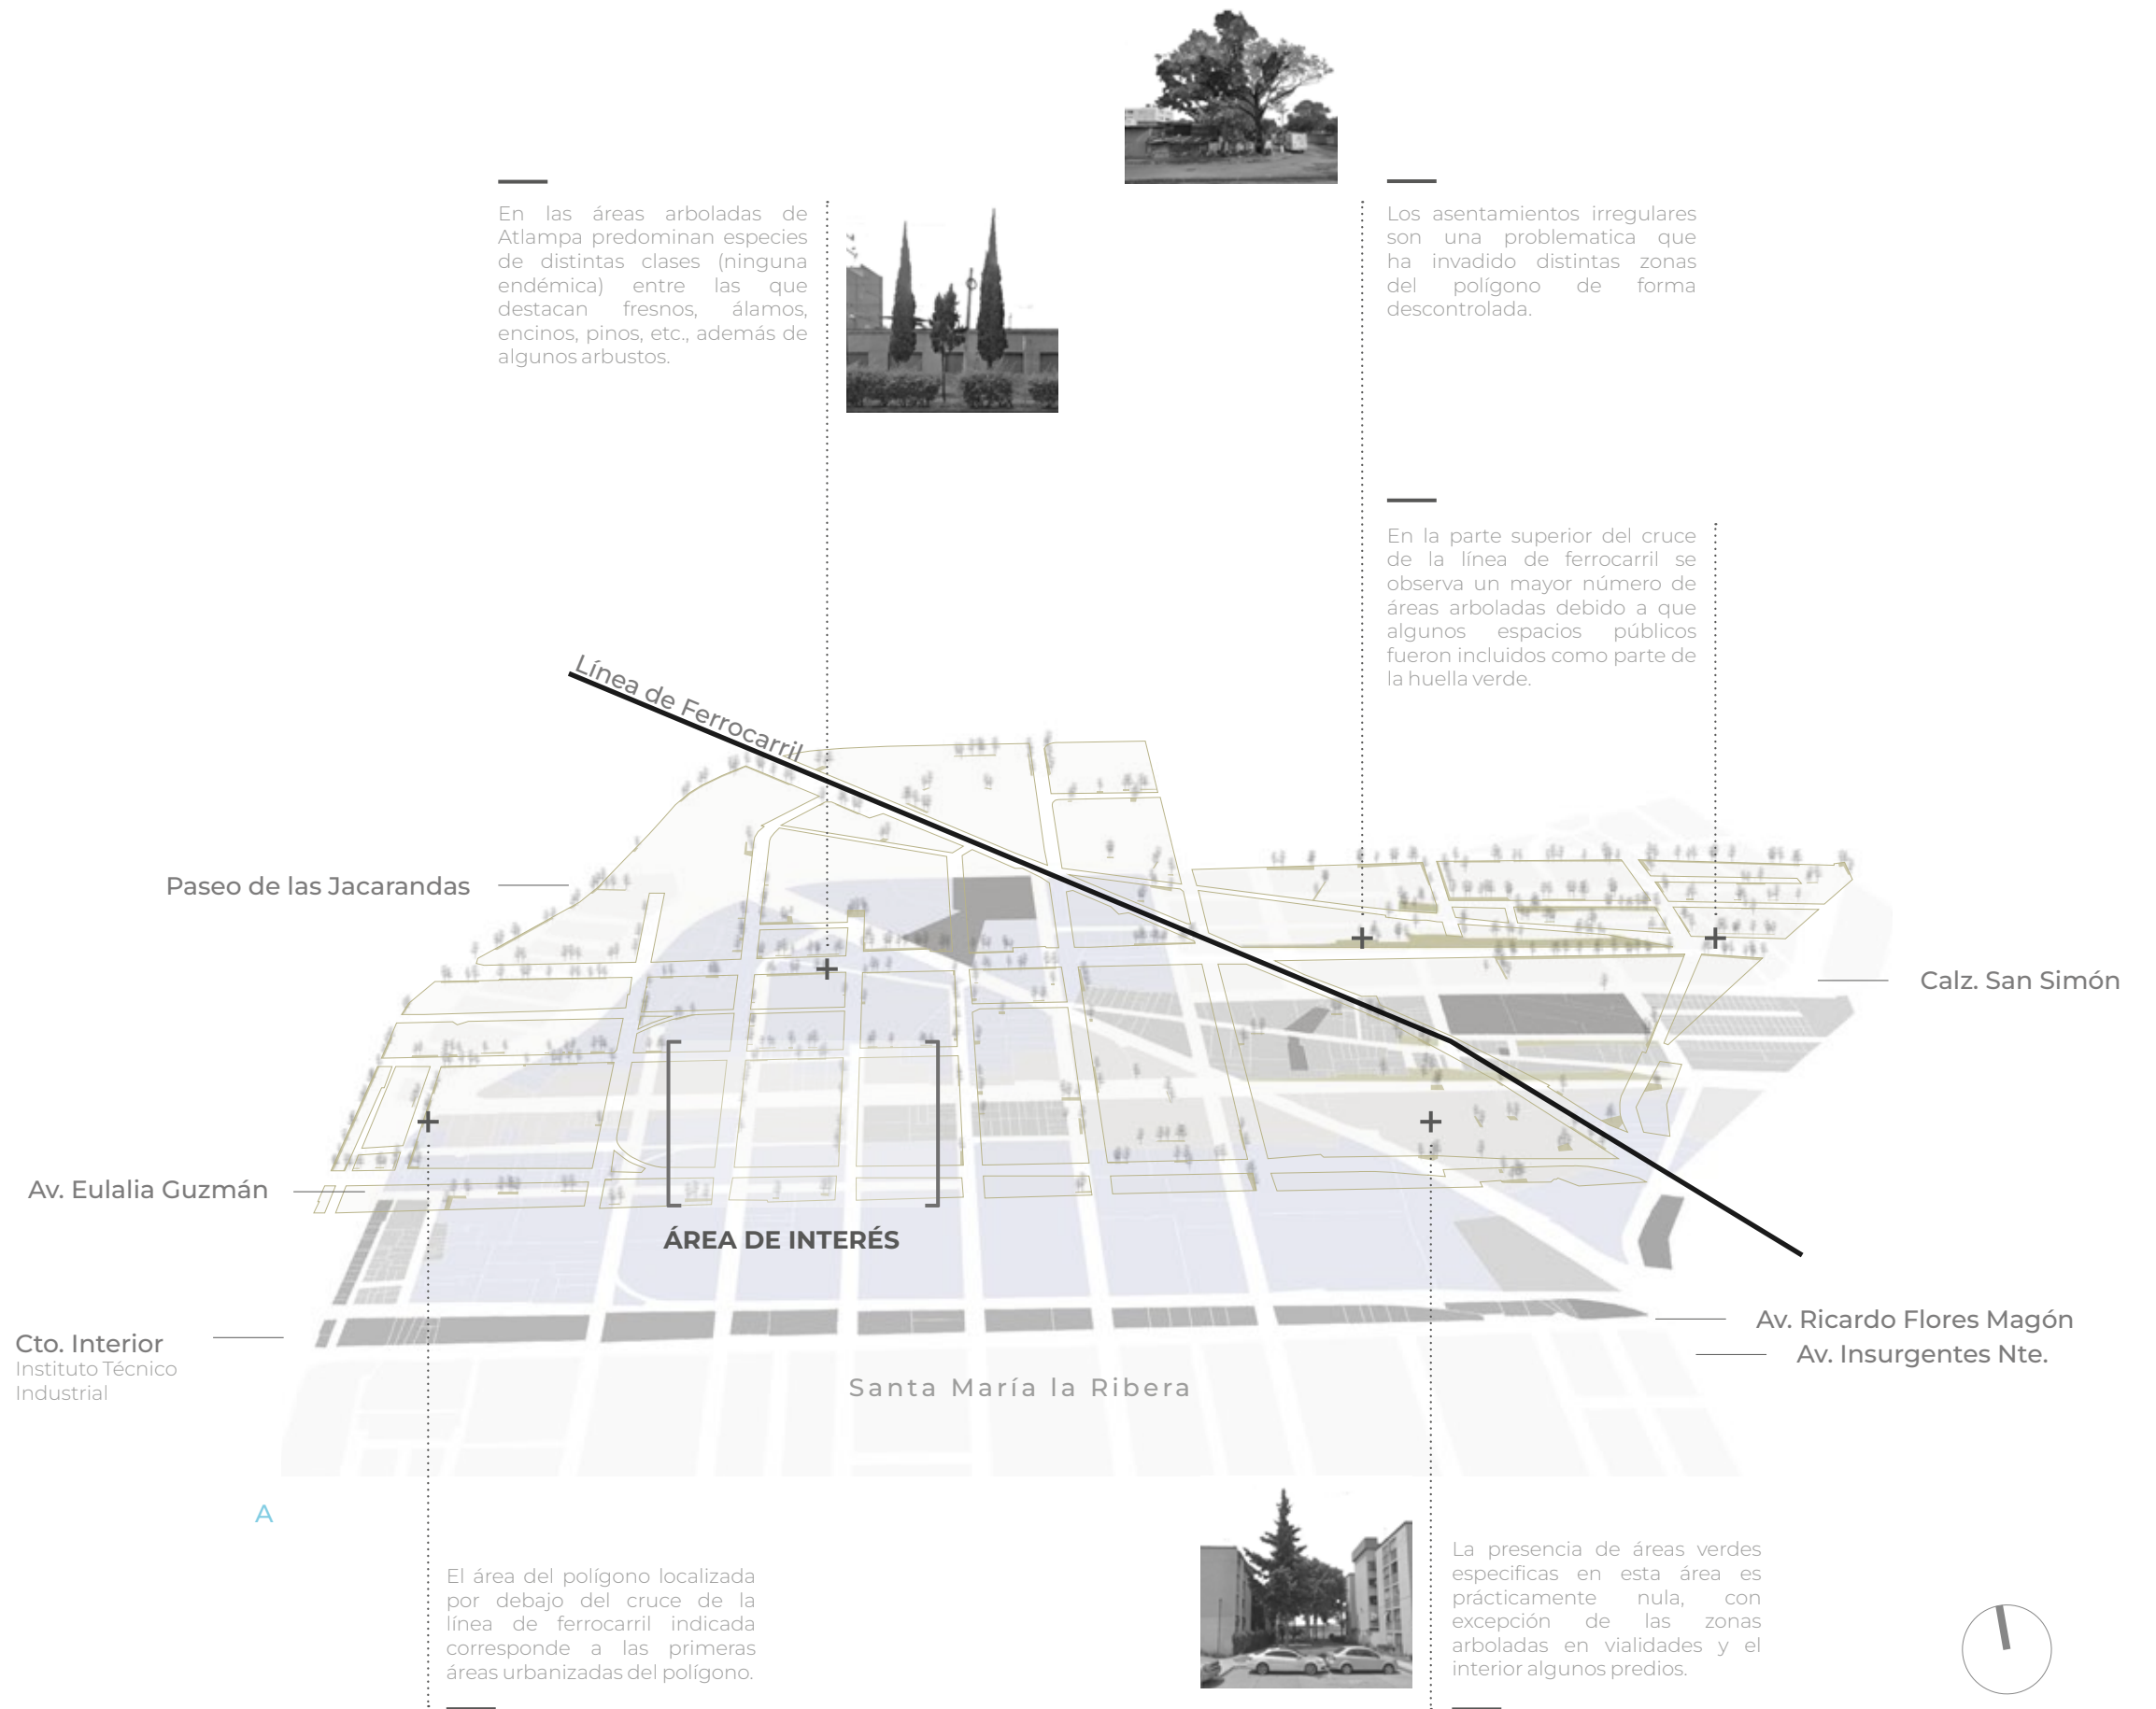 En las áreas arboladas de
Atlampa predominan especies
de distintas clases (ninguna
endémica) entre las que
destacan fresnos, álamos,
encinos, pinos, etc., además de
algunos arbustos.
Los asentamientos irregulares
son una problematica que
ha invadido distintas zonas
del polígono de forma
descontrolada.
En la parte superior del cruce
de la línea de ferrocarril se
observa un mayor número de
áreas arboladas debido a que
algunos espacios públicos
fueron incluidos como parte de
la huella verde.
Línea de Ferrocarril
Paseo de las Jacarandas
Calz. San Simón
Av. Eulalia Guzmán
ÁREA DE INTERÉS
Cto. Interior
Instituto Técnico
Industrial
Av. Ricardo Flores Magón
Av. Insurgentes Nte.
Santa María la Ribera
A
El área del polígono localizada
por debajo del cruce de la
línea de ferrocarril indicada
corresponde a las primeras
áreas urbanizadas del polígono.
La presencia de áreas verdes
especificas en esta área es
prácticamente nula, con
excepción de las zonas
arboladas en vialidades y el
interior algunos predios.